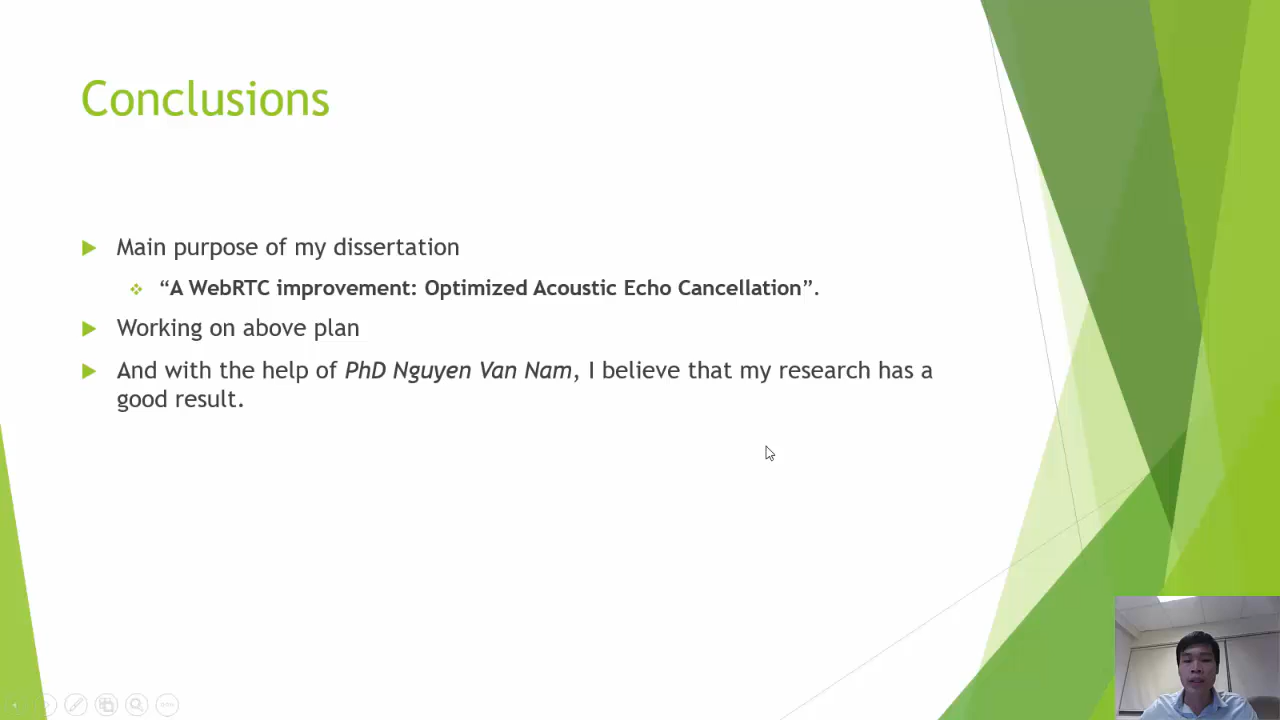 Conclusions
Main purpose of my dissertation
“A WebRTC improvement: Optimized Acoustic Echo Cancellation”.
Working on above plan
And with the help of PhD Nguyen Van Nam, I believe that my research has a
good result.